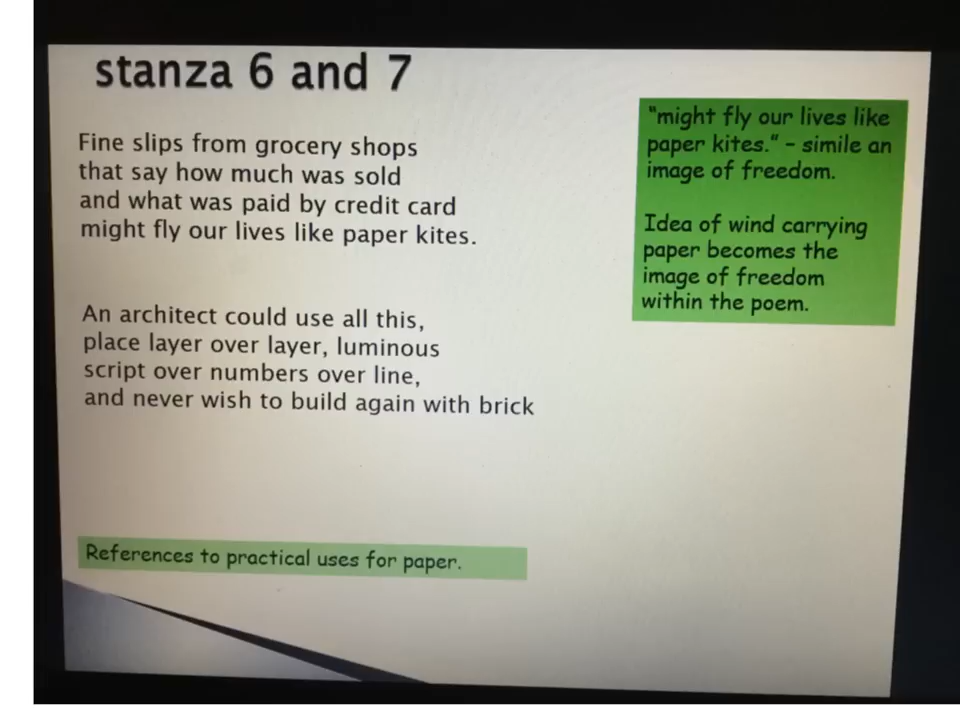 stanza 6 and 7
Fine slips from grocery shops
that say how much was sold
and what was paid by credit card
might fly our lives like paper kites.
An architect could use all this,
place layer over layer, luminous
script over numbers over line,
and never wish to build again with brick
"might fly our lives like
paper kites." – simile an
image of freedom.
Idea of wind carrying
paper becomes the
image of freedom
within the poem.
References to practical uses for paper.